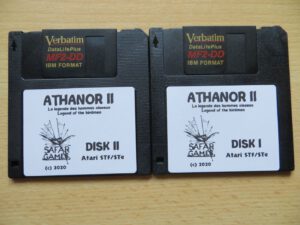 Verbatim
DataLifePlus
MF2-DD
IBM FORMAT
ATHANOR II
La légende des hommes oiseaux
Legend of the birdmen
SAFAR
GAMES
DISK II
Atari STF/STe
(c) 2020
Verbatim
DataLifePlus
MF2-DD
IBM FORMAT
ATHANOR II
La légende des hommes oiseaux
Legend of the birdmen
SAFAR
GAMES
DISK I
Atari STF/STe
(c) 2020